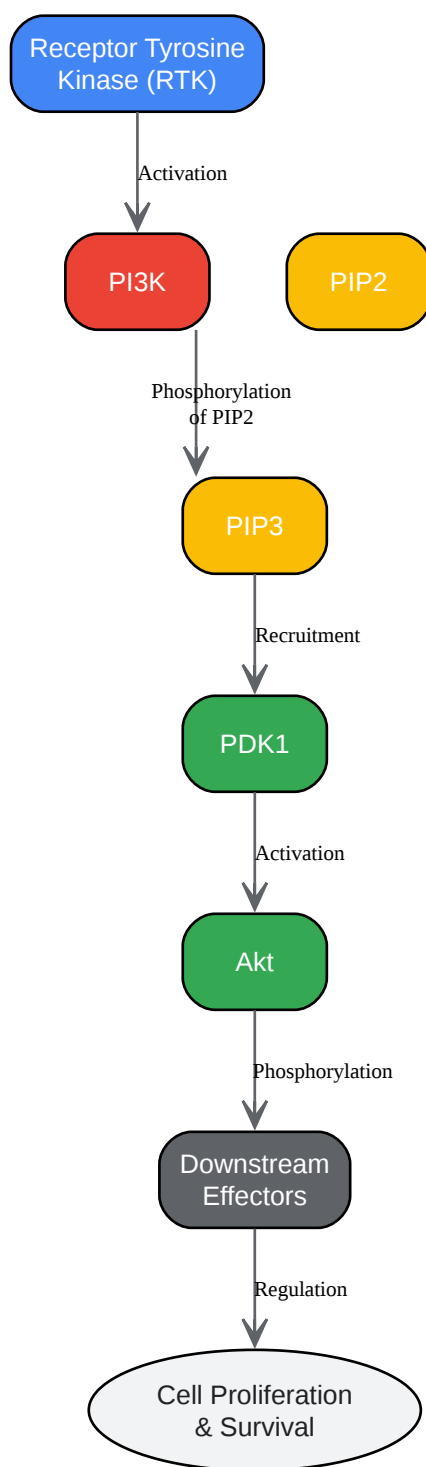 Receptor Tyrosine
Kinase (RTK)
Activation
PI3K
PIP2
Phosphorylation
of PIP2
PIP3
Recruitment
PDK1
Activation
Akt
Phosphorylation
Downstream
Effectors
Regulation
Cell Proliferation
& Survival